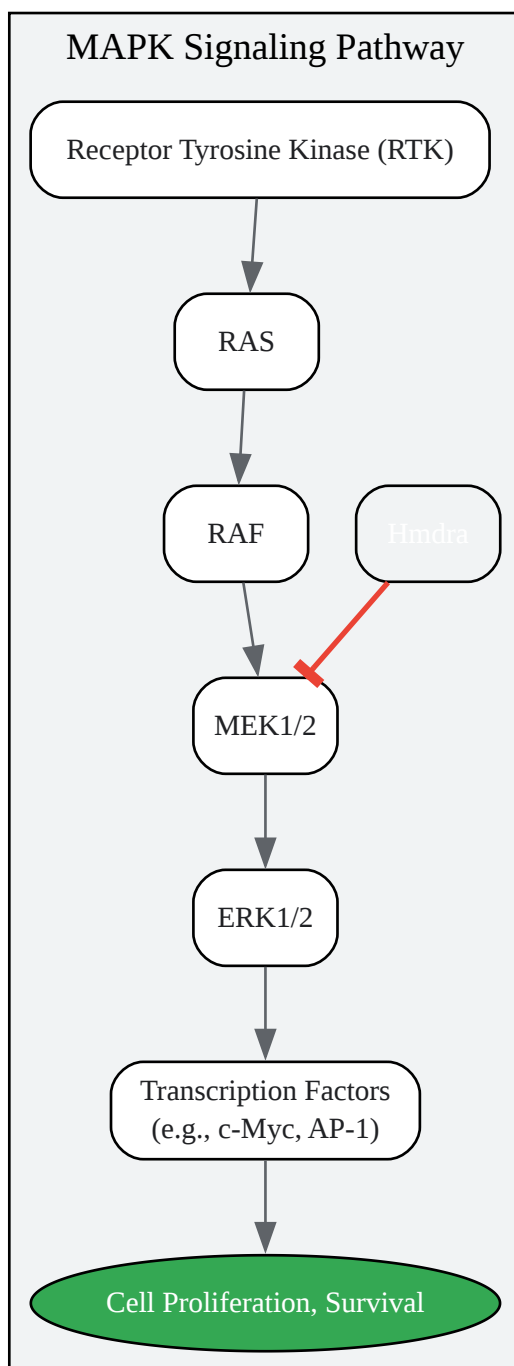 MAPK Signaling Pathway
Receptor Tyrosine Kinase (RTK)
RAS
RAF
Hmdra
MEK1/2
ERK1/2
Transcription Factors
(e.g., c-Myc, AP-1)
Cell Proliferation, Survival